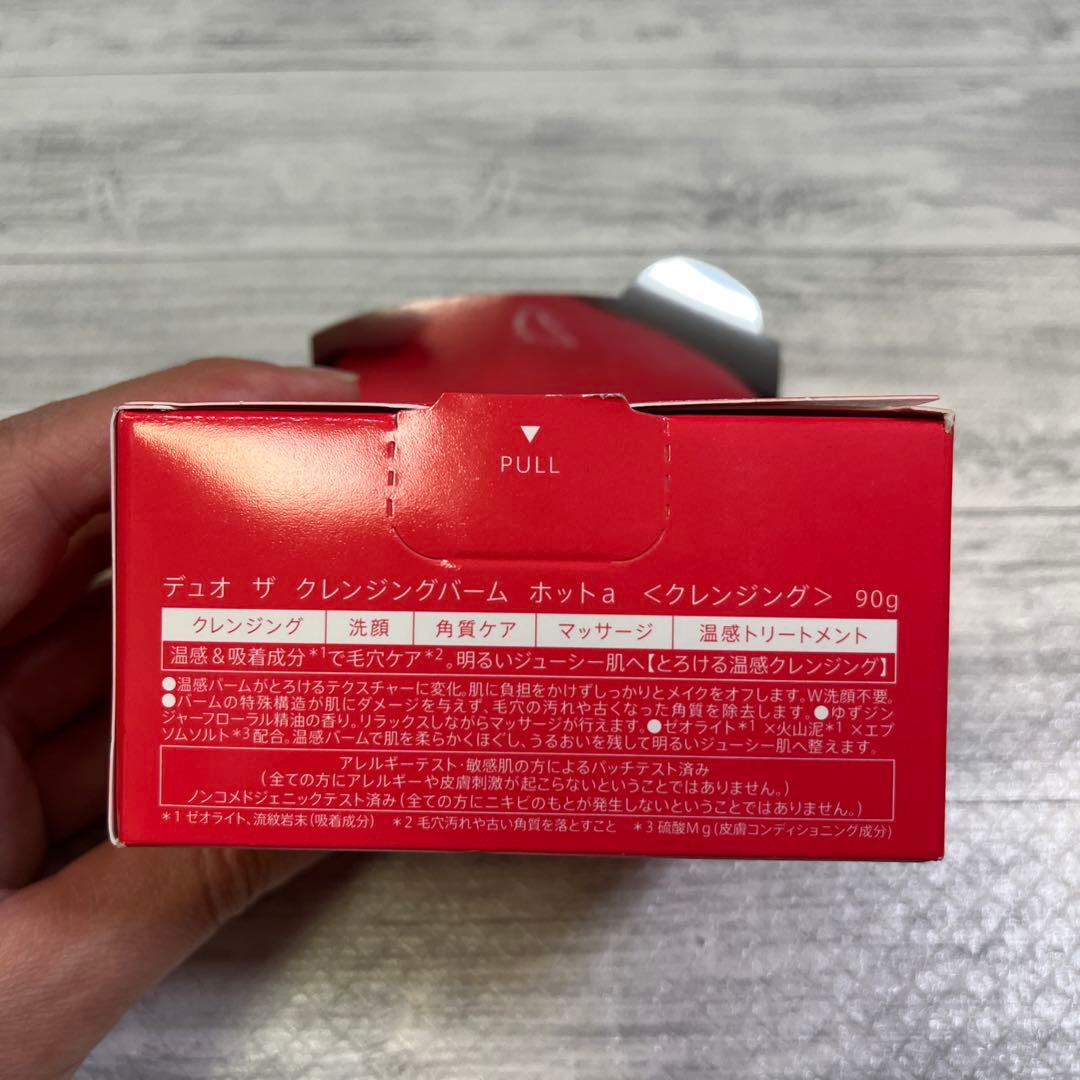 ▼
PULL
デュオ ザ クレンジングバーム ホットa <クレンジング> 90g
クレンジング 洗顔 角質ケア マッサージ 温感トリートメント
温感&吸着成分*1で毛穴ケア*2。明るいジューシー肌へ【とろける温感クレンジング】
●温感バームがとろけるテクスチャーに変化。肌に負担をかけずしっかりとメイクをオフします。W洗顔不要。
●バームの特殊構造が肌にダメージを与えず、毛穴の汚れや古くなった角質を除去します。●ゆずジン
ジャーフローラル精油の香り。リラックスしながらマッサージが行えます。●ゼオライト*1×火山泥*1×エプ
ソムソルト*3配合。温感バームで肌を柔らかくほぐし、うるおいを残して明るいジューシー肌へ整えます。
アレルギーテスト・敏感肌の方によるパッチテスト済み
(全ての方にアレルギーや皮膚刺激が起こらないということではありません。)
ノンコメドジェニックテスト済み(全ての方にニキビのもとが発生しないということではありません。)
*1 ゼオライト、流紋岩末(吸着成分) *2 毛穴汚れや古い角質を落とすこと *3 硫酸Mg(皮膚コンディショニング成分)